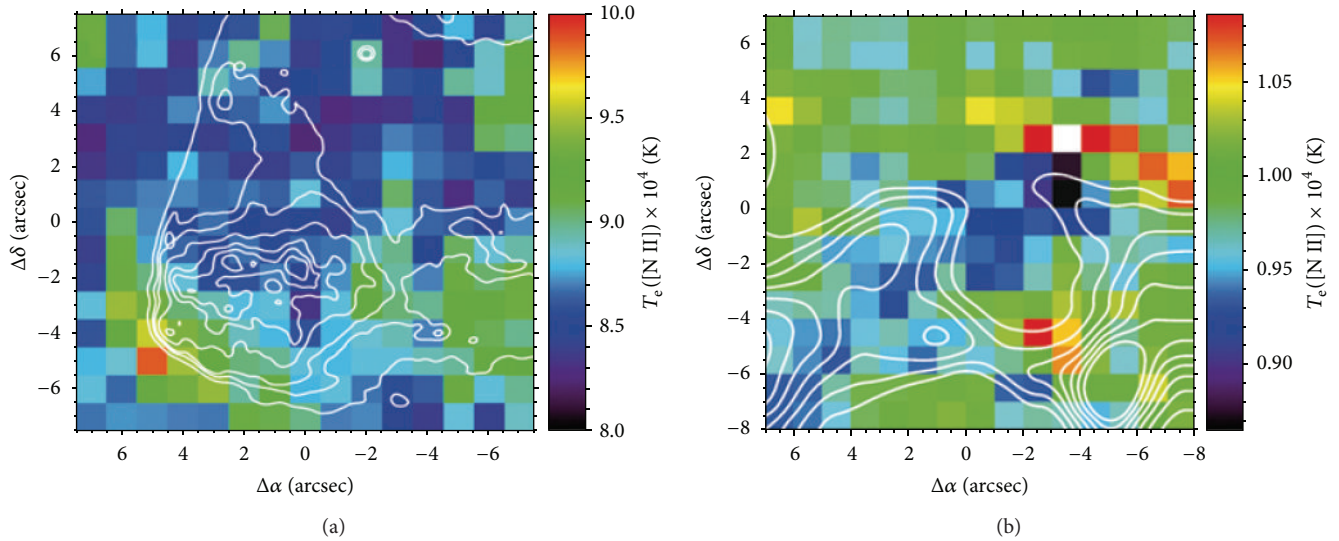 6
4
2
0
−2
−4
−6
Δδ (arcsec)
6 4 2 0 −2 −4 −6
Δα (arcsec)
10.0
9.5
9.0
8.5
8.0
Te([N II]) × 10⁴ (K)
(a)
6
4
2
0
−2
−4
−6
−8
Δδ (arcsec)
6 4 2 0 −2 −4 −6 −8
Δα (arcsec)
1.05
1.00
0.95
0.90
Te([N II]) × 10⁴ (K)
(b)